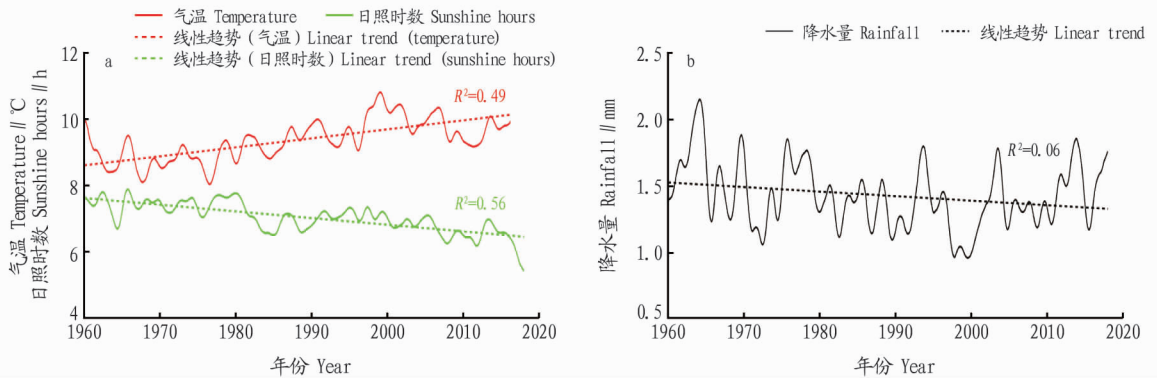 气温 Temperature 日照时数 Sunshine hours
线性趋势(气温) Linear trend (temperature)
线性趋势(日照时数) Linear trend (sunshine hours)
a
12
10
8
6
4
R²=0.49
R²=0.56
气温 Temperature∥℃
日照时数 Sunshine hours∥h
1960 1970 1980 1990 2000 2010 2020
年份 Year
降水量 Rainfall 线性趋势 Linear trend
b
2.5
2.0
1.5
1.0
0.5
R²=0.06
降水量 Rainfall∥mm
1960 1970 1980 1990 2000 2010 2020
年份 Year